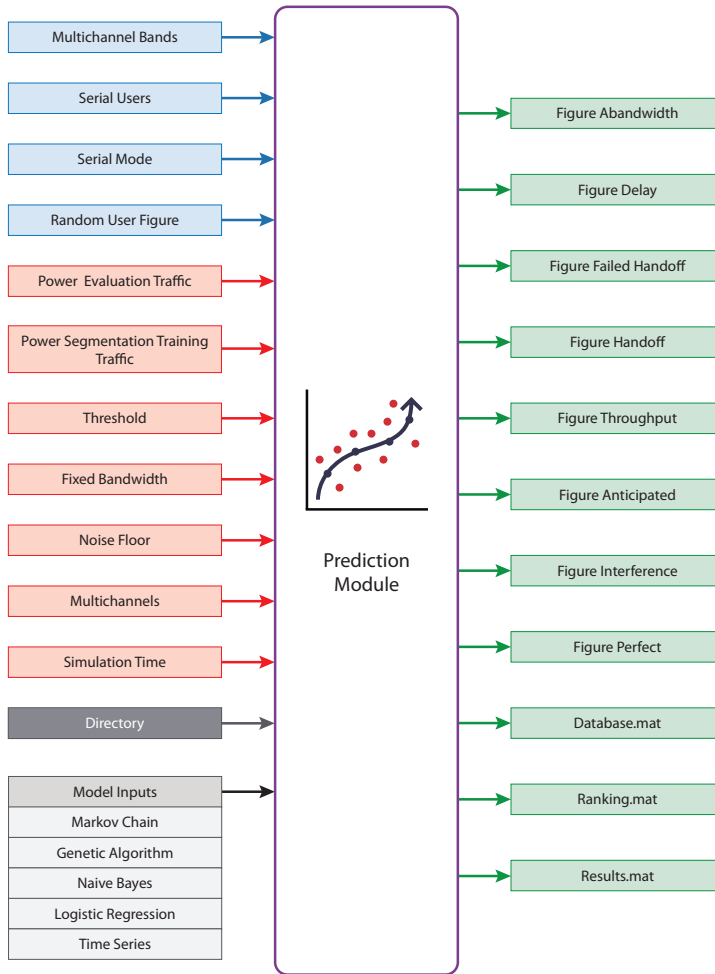 Multichannel Bands
Serial Users
Serial Mode
Random User Figure
Power Evaluation Traffic
Power Segmentation Training
Traffic
Threshold
Fixed Bandwidth
Noise Floor
Multichannels
Simulation Time
Directory
Model Inputs
Markov Chain
Genetic Algorithm
Naive Bayes
Logistic Regression
Time Series
Prediction
Module
Figure Abandwidth
Figure Delay
Figure Failed Handoff
Figure Handoff
Figure Throughput
Figure Anticipated
Figure Interference
Figure Perfect
Database.mat
Ranking.mat
Results.mat